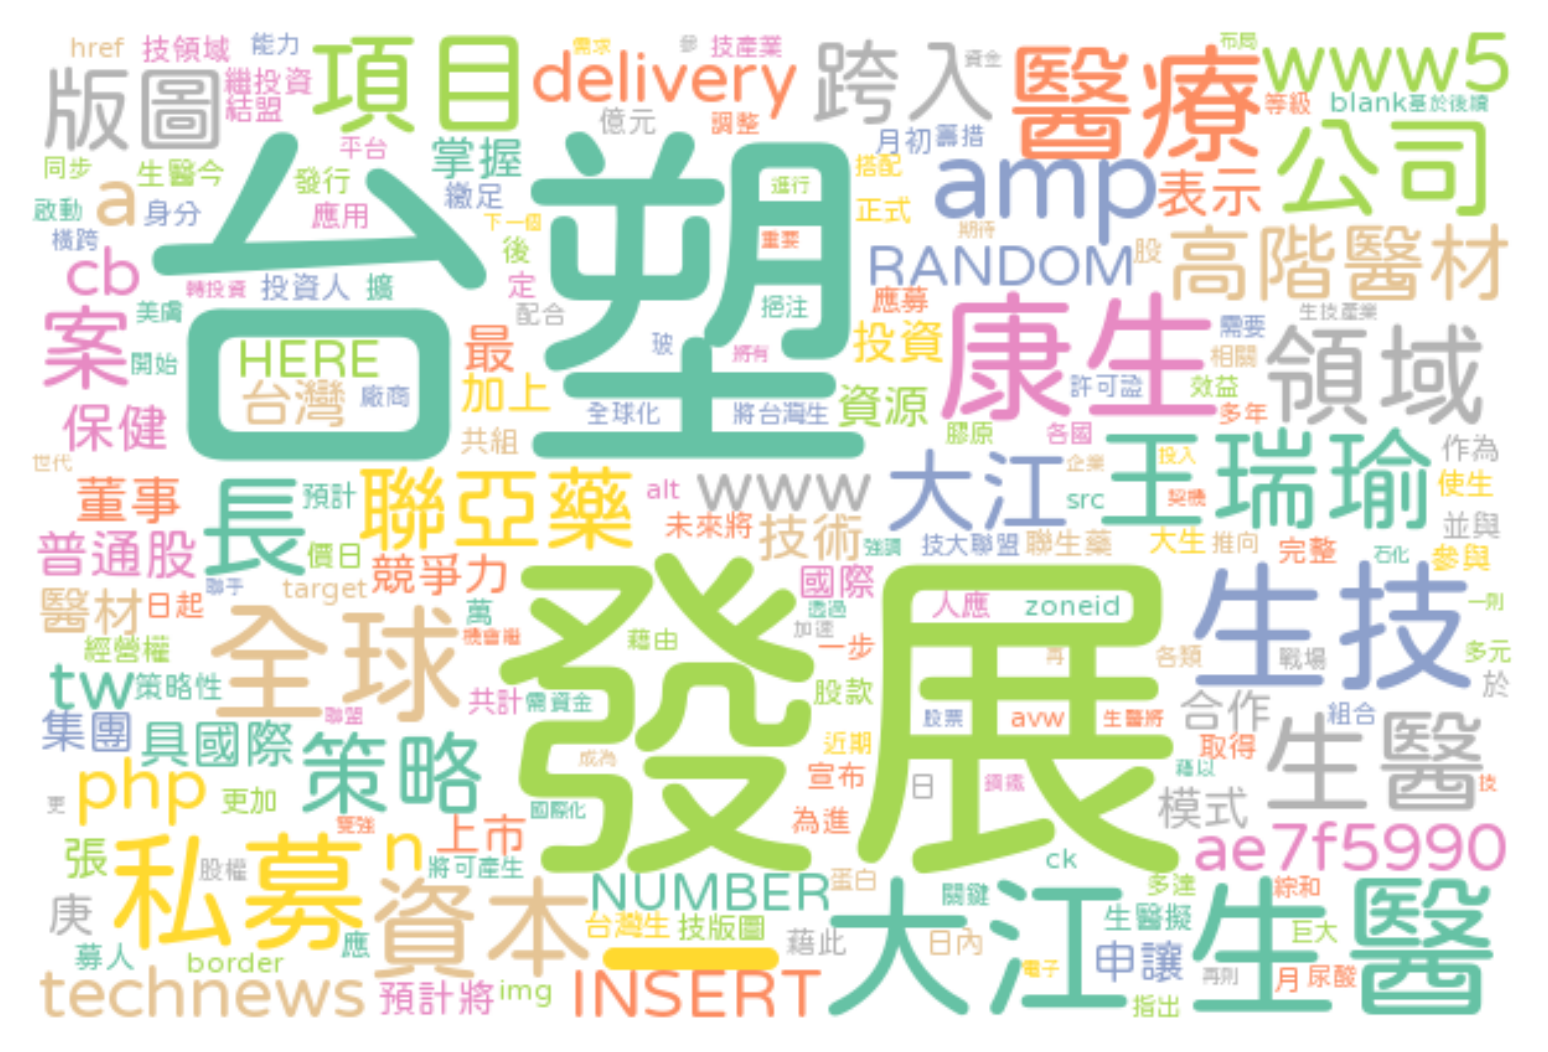 href
技領域
能力
項目
delivery
需求
參
技產業
跨入
資金
醫療
布局
www5
版圖
繼投資
結盟
億元
調整
月初
籌措
等級
blank
基於後續
同步
生醫今
平台
掌握
台塑
進行
搭配
amp
表示
公司
a
身分
發行
應用
繳足
下一個
正式
啟動
橫跨
後
重要
RANDOM
期待
股
高階醫材
cb
轉投資
投資人
擴
定
配合
挹注
應募
康生
需要
生技產業
案
美膚
開始
HERE
最
玻
將有
投資
相關
領域
台灣
廠商
加上
全球化
將台灣生
資源
許可證
效益
多年
保健
共組
膠原
各國
世代
董事
長
預計
聯亞藥
alt
www
大江
企業
src
王瑞瑜
投入
契機
作為
使生
未來將
技術
強調
技大聯盟
聯生藥
大生
推向
並與
普通股
價日
競爭力
完整
石化
參與
聯手
target
國際
醫材
日起
全球
萬
機會繼
發展
藉由
透過
加速
人應
zoneid
生技
一則
經營權
一步
再
各類
戰場
多元
tw
策略性
共計
需資金
股款
於
集團
聯盟
具國際
策略
股票
avw
生醫將
合作
組合
生醫
近期
取得
成為
php
更加
宣布
日
鋼鐵
藉以
技
更
雙強
國際化
為進
模式
張
私募
n
上市
ae7f5990
股權
將可產生
ck
資本
NUMBER
蛋白
大江生醫
關鍵
多達
綜和
庚
應
台灣生
技版圖
藉此
日內
生醫擬
巨大
募人
border
一
電子
申讓
再則
月
尿酸
technews
預計將
img
INSERT
指出